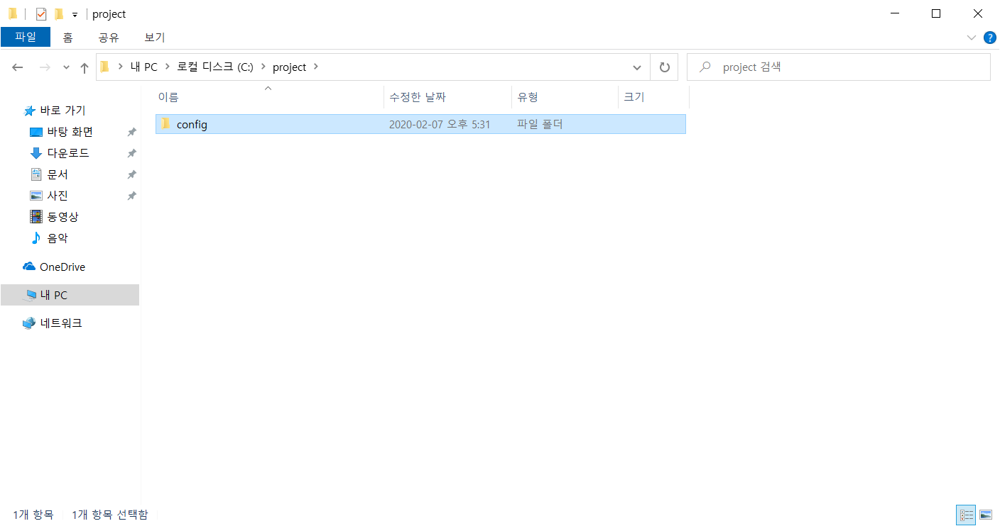 project
파일 홈 공유 보기
내 PC 로컬 디스크 (C:) project project 검색
이름 수정한 날짜 유형 크기
config 2020-02-07 오후 5:31 파일 폴더
바로 가기
바탕 화면
다운로드
문서
사진
동영상
음악
OneDrive
내 PC
네트워크
1개 항목 1개 항목 선택함